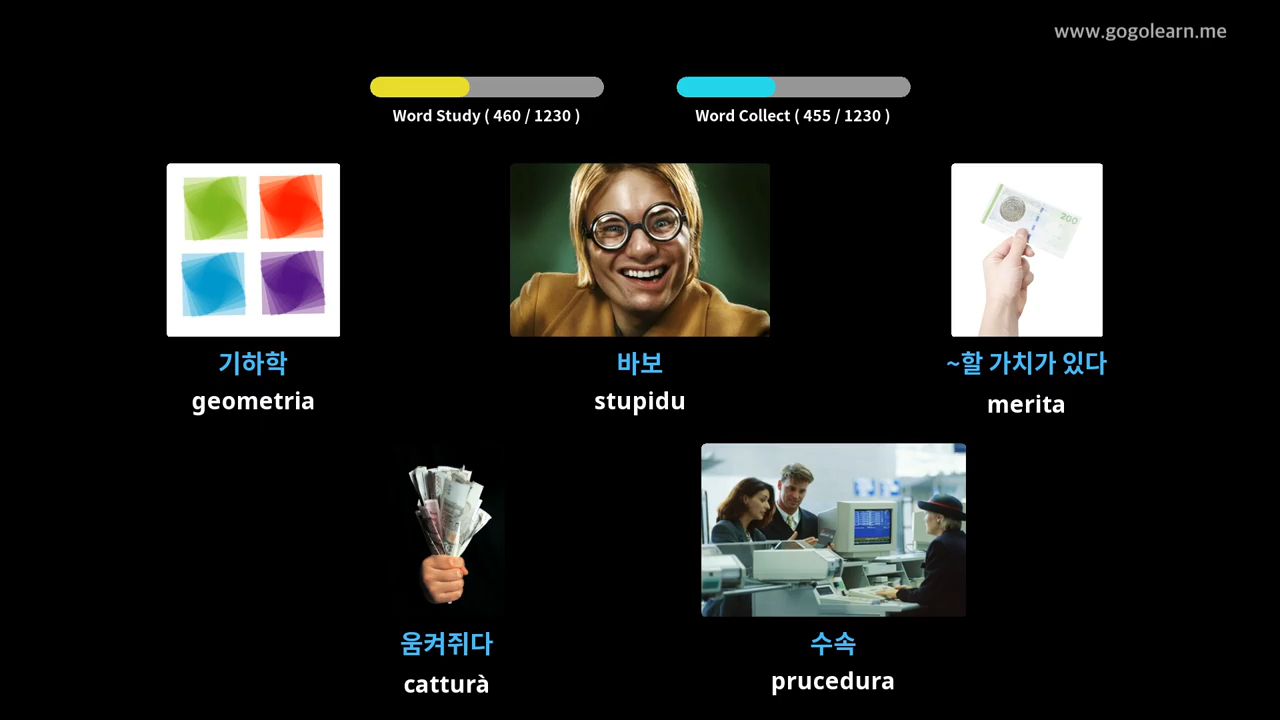 www.gogolearn.me
Word Study ( 460 / 1230 )
Word Collect ( 455 / 1230 )
200
기하학
geometria
바보
stupidu
~할 가치가 있다
merita
움켜쥐다
catturà
수속
prucedura